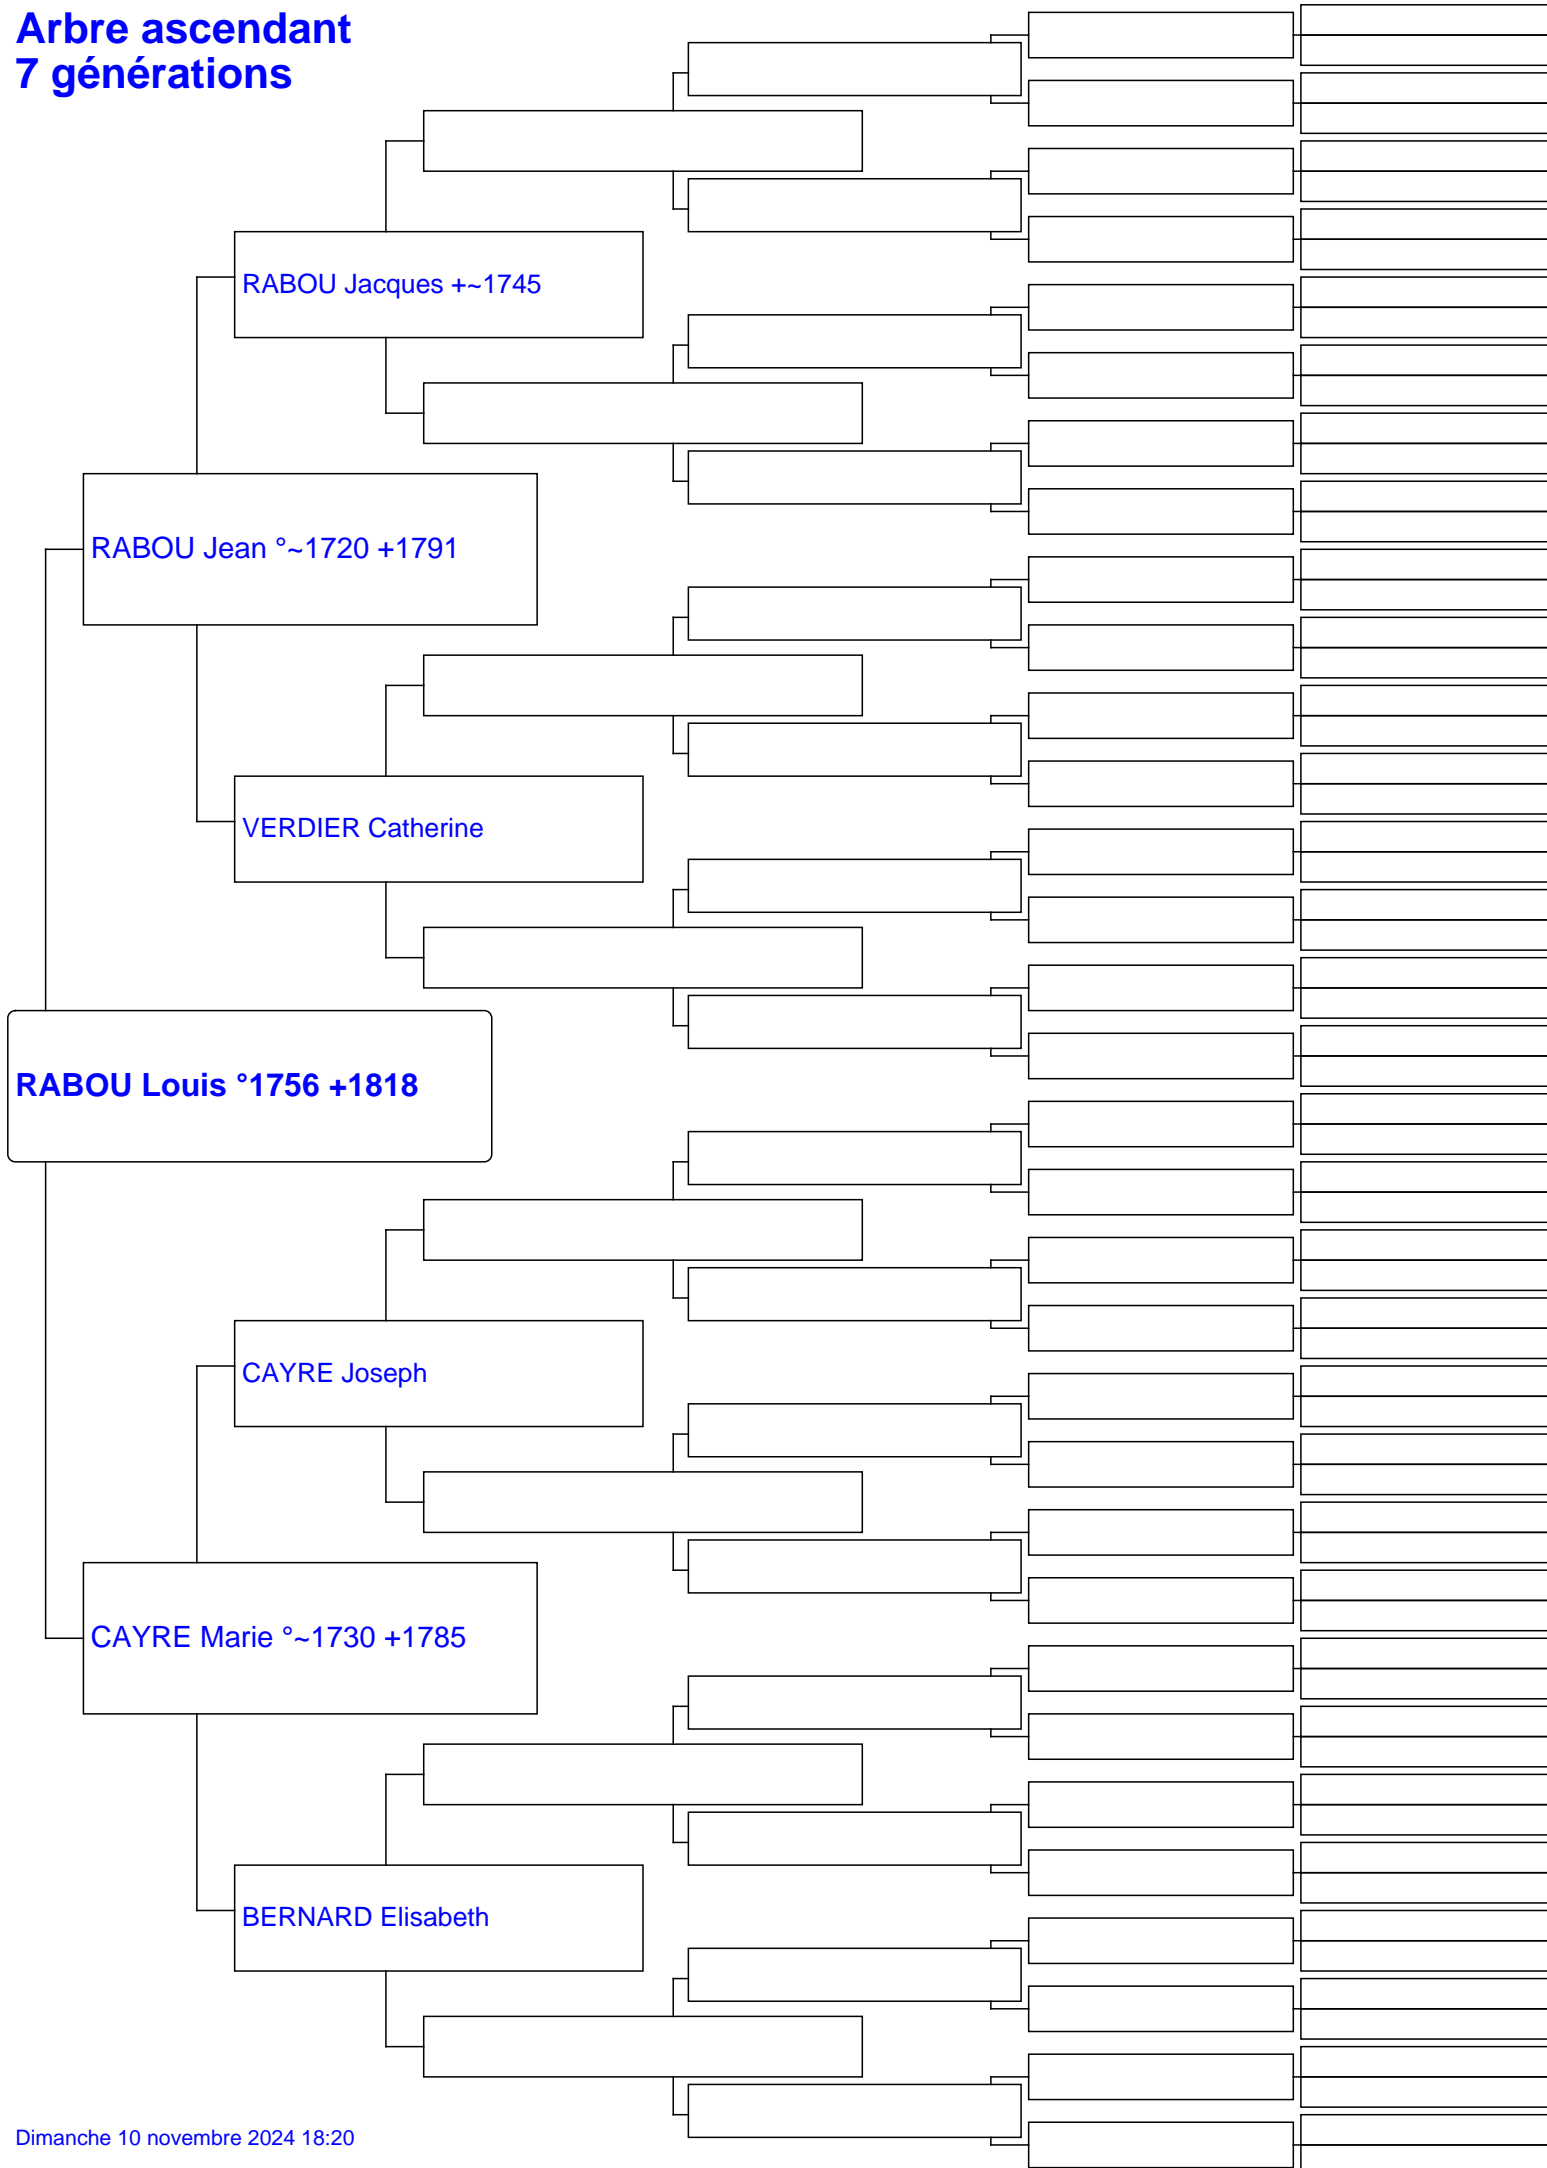 Arbre ascendant
7 générations
RABOU Jacques +~1745
RABOU Jean °~1720 +1791
VERDIER Catherine
RABOU Louis °1756 +1818
CAYRE Joseph
CAYRE Marie °~1730 +1785
BERNARD Elisabeth
Dimanche 10 novembre 2024 18:20